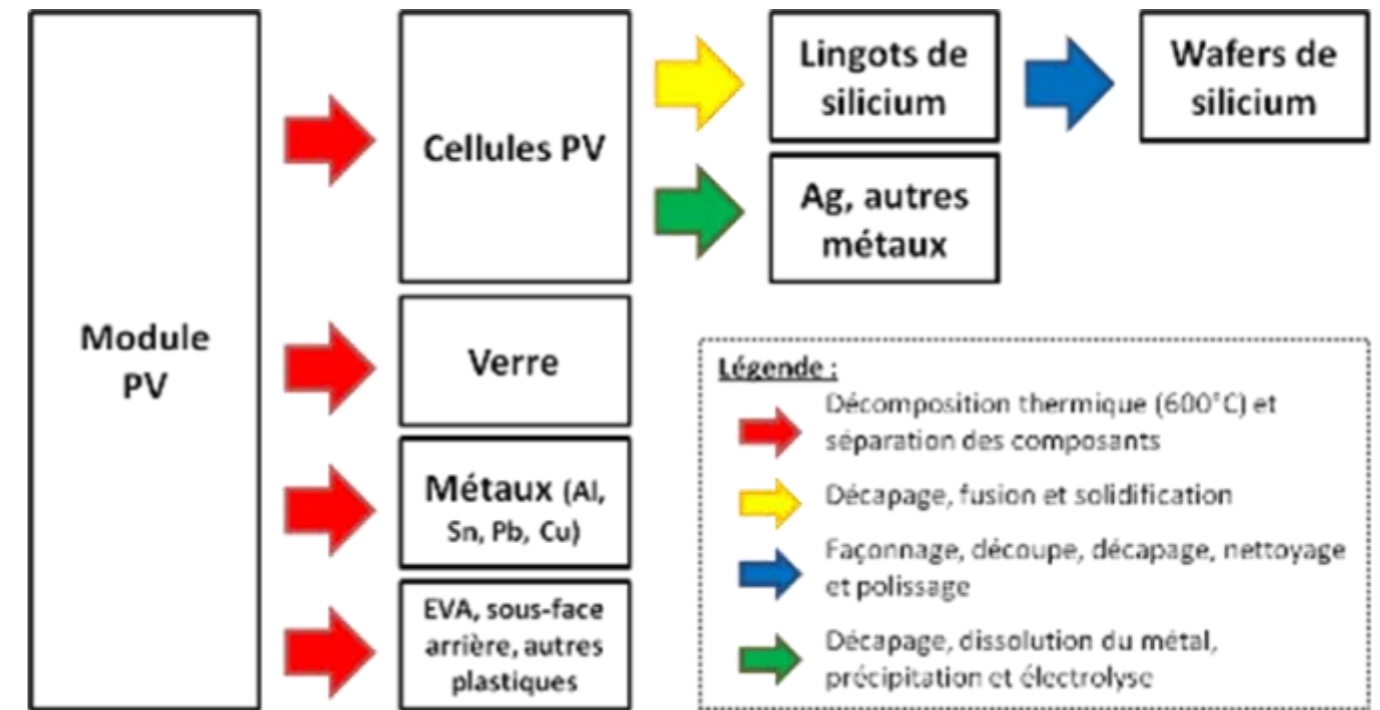 Module
PV
Cellules PV
Verre
Métaux (Al,
Sn, Pb, Cu)
EVA, sous-face
arrière, autres
plastiques
Lingots de
silicium
Ag, autres
métaux
Wafers de
silicium
Légende :
Décomposition thermique (600°C) et
séparation des composants
Décapage, fusion et solidification
Façonnage, découpe, décapage, nettoyage
et polissage
Décapage, dissolution du métal,
précipitation et électrolyse